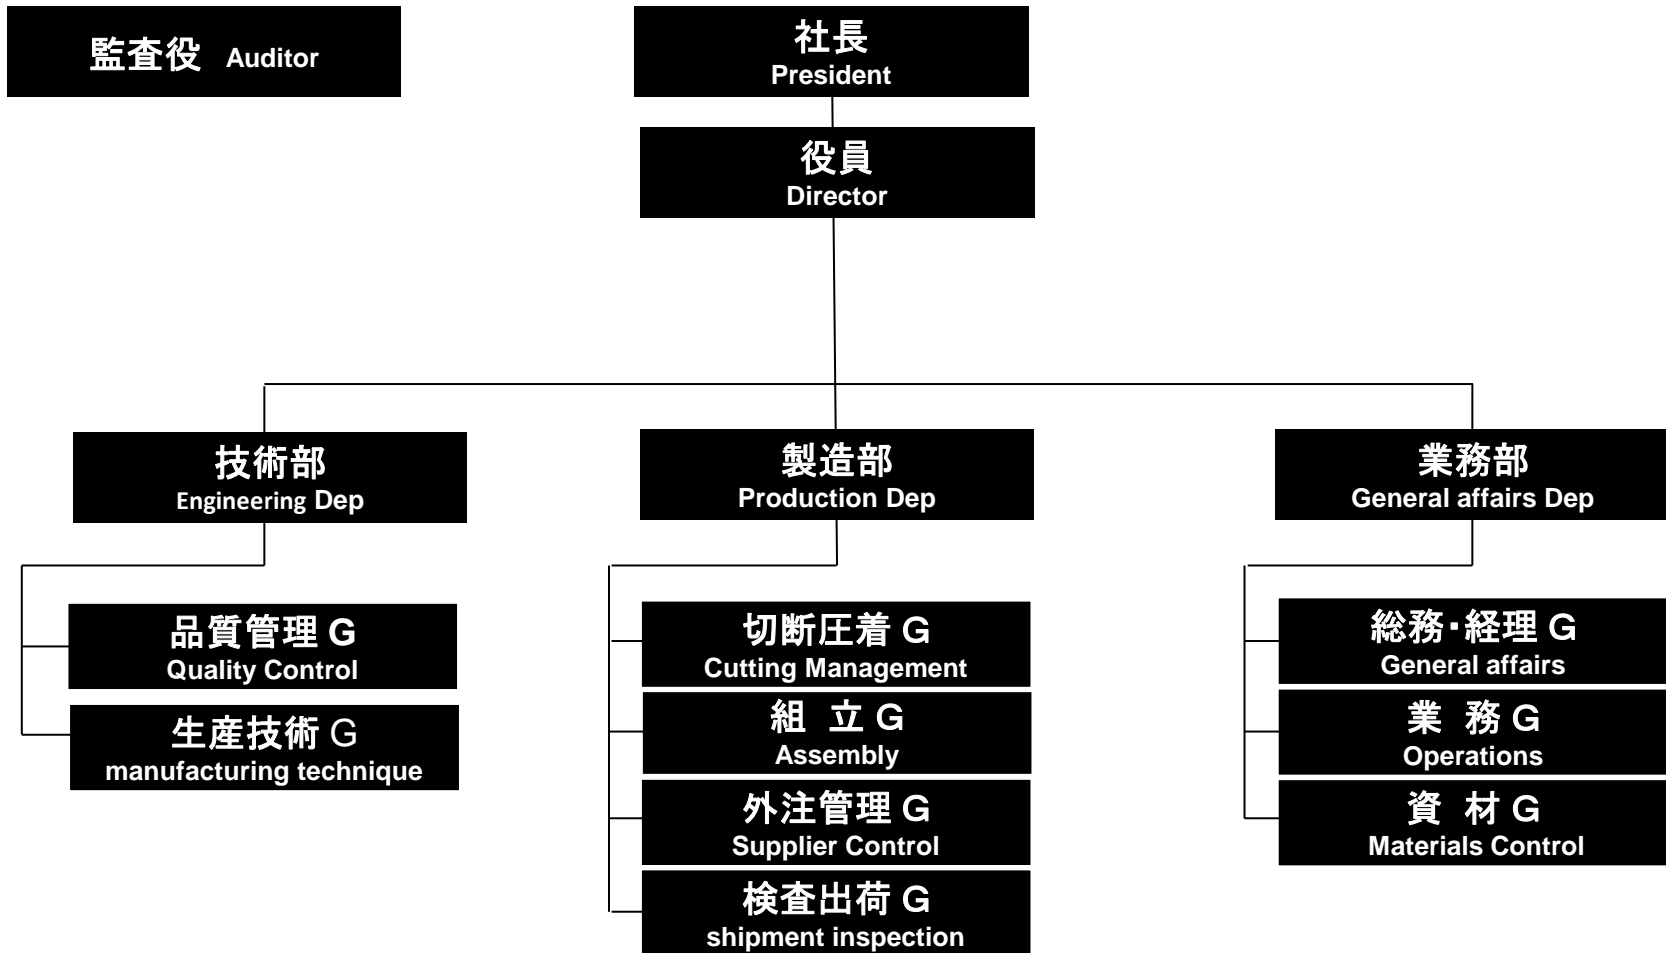 監査役 Auditor
社長
President
役員
Director
技術部
Engineering Dep
製造部
Production Dep
業務部
General affairs Dep
品質管理 G
Quality Control
生産技術 G
manufacturing technique
切断圧着 G
Cutting Management
組 立 G
Assembly
外注管理 G
Supplier Control
検査出荷 G
shipment inspection
総務・経理 G
General affairs
業 務 G
Operations
資 材 G
Materials Control